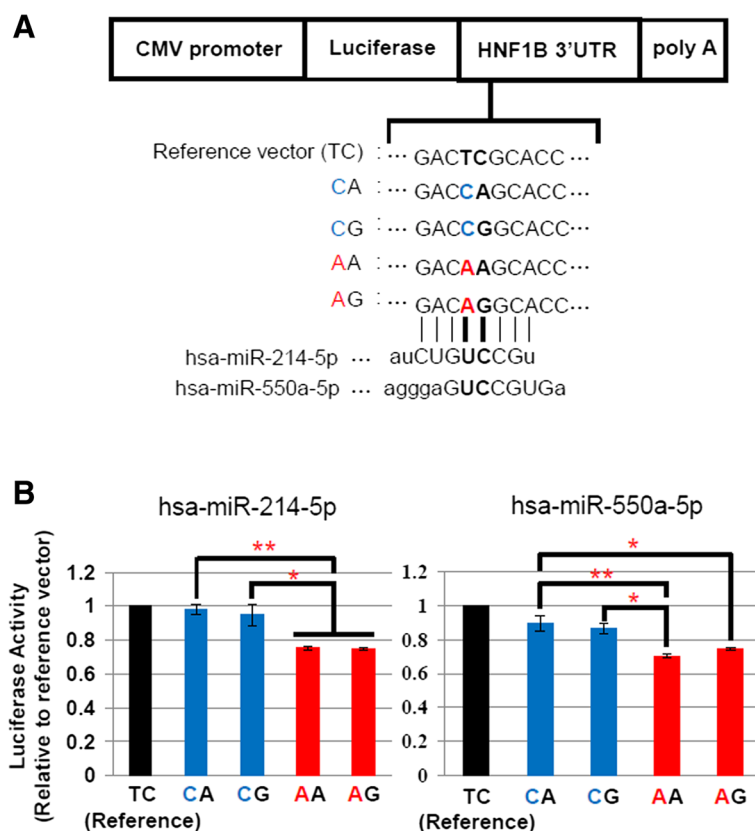 A
CMV promoter Luciferase HNF1B 3'UTR poly A
Reference vector (TC) : ··· GACTCGCACC ···
CA : ··· GACCAGCACC ···
CG : ··· GACCGGCACC ···
AA : ··· GACAAGCACC ···
AG : ··· GACAGGCACC ···
hsa-miR-214-5p ··· auCUGUCCGu
hsa-miR-550a-5p ··· agggaGUCCGUGa
B
hsa-miR-214-5p hsa-miR-550a-5p
Luciferase Activity
(Relative to reference vector)
** *
* ** *
1.2 1.2
1 1
0.8 0.8
0.6 0.6
0.4 0.4
0.2 0.2
0 0
TC CA CG AA AG TC CA CG AA AG
(Reference) (Reference)